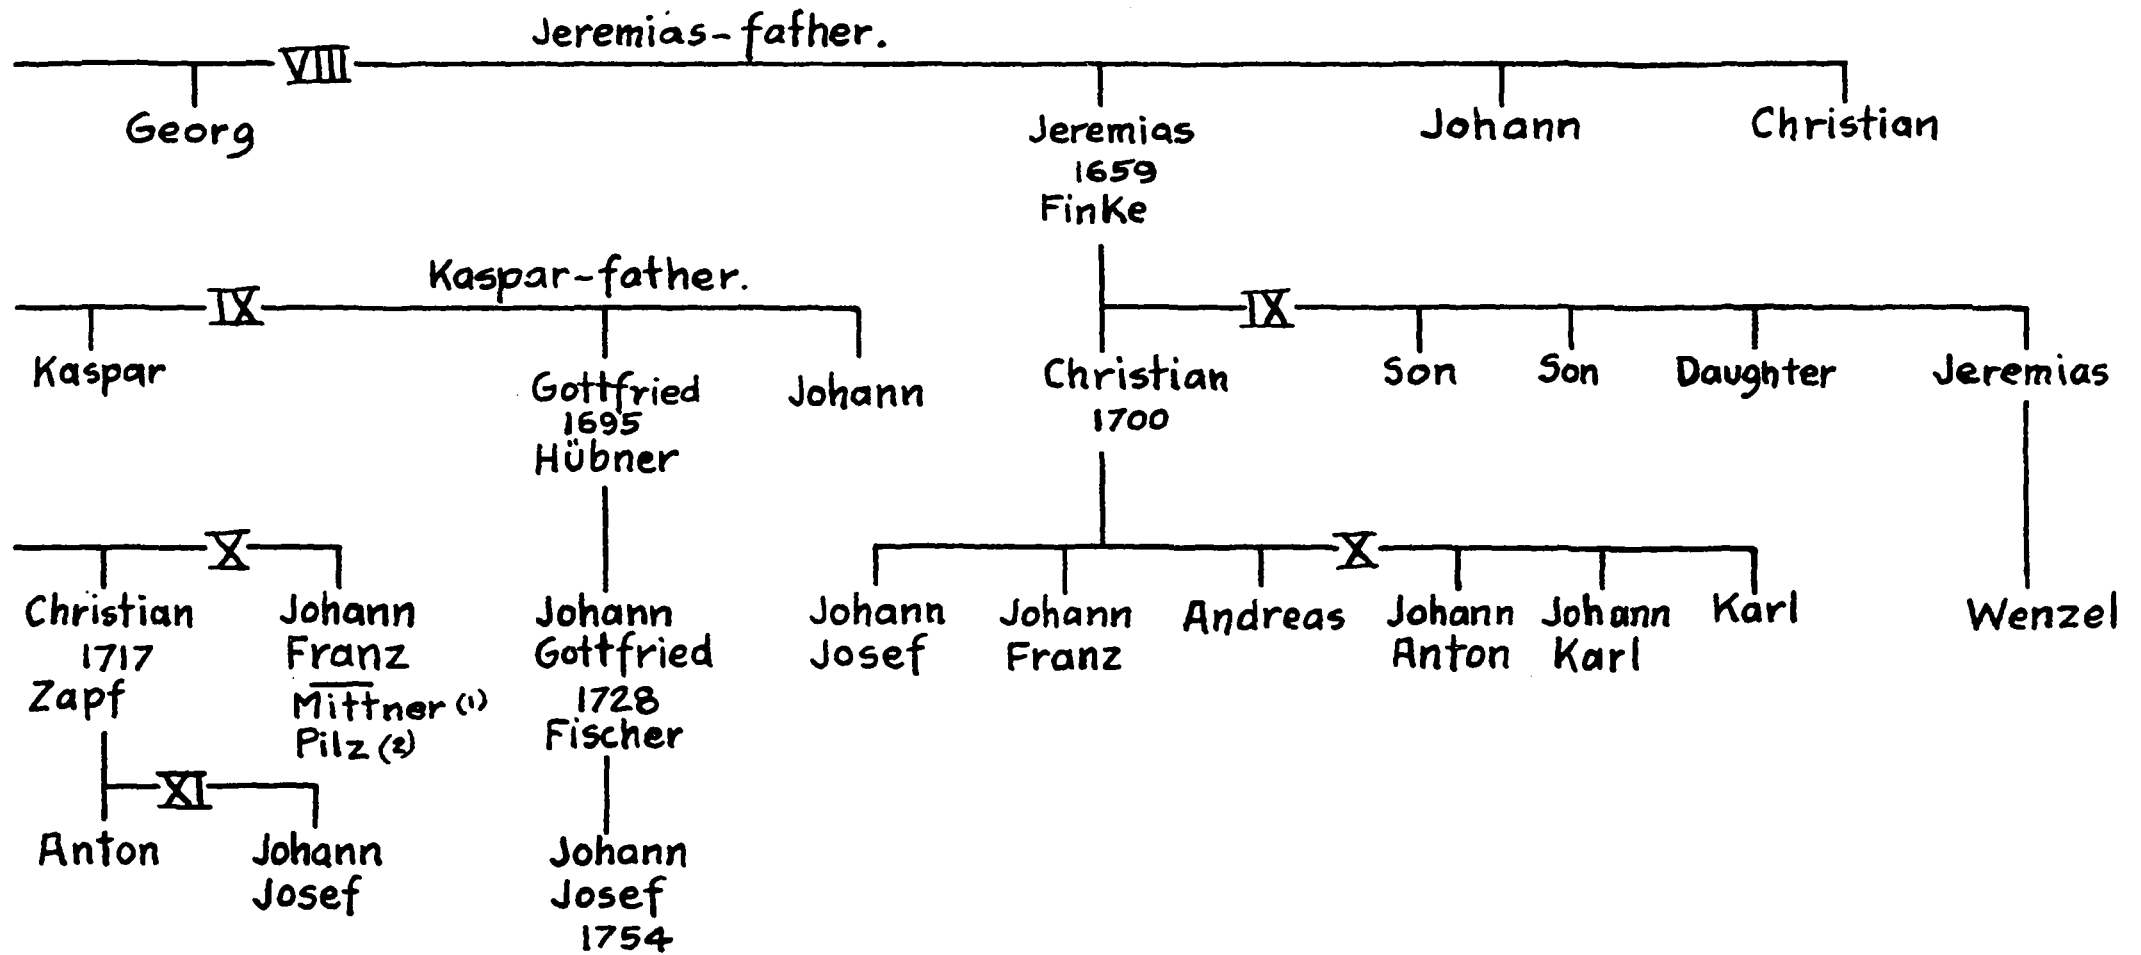 Jeremias-father.
VIII
Georg
Jeremias
1659
Finke
Johann
Christian
Kaspar-father.
IX
Kaspar
Gottfried
1695
Hübner
Johann
IX
Christian
1700
Son
Son
Daughter
Jeremias
X
Christian
1717
Zapf
Johann
Franz
Mittner (1)
Pilz (2)
Johann
Gottfried
1728
Fischer
X
Johann
Josef
Johann
Franz
Andreas
Johann
Anton
Johann
Karl
Karl
Wenzel
XI
Anton
Johann
Josef
Johann
Josef
1754